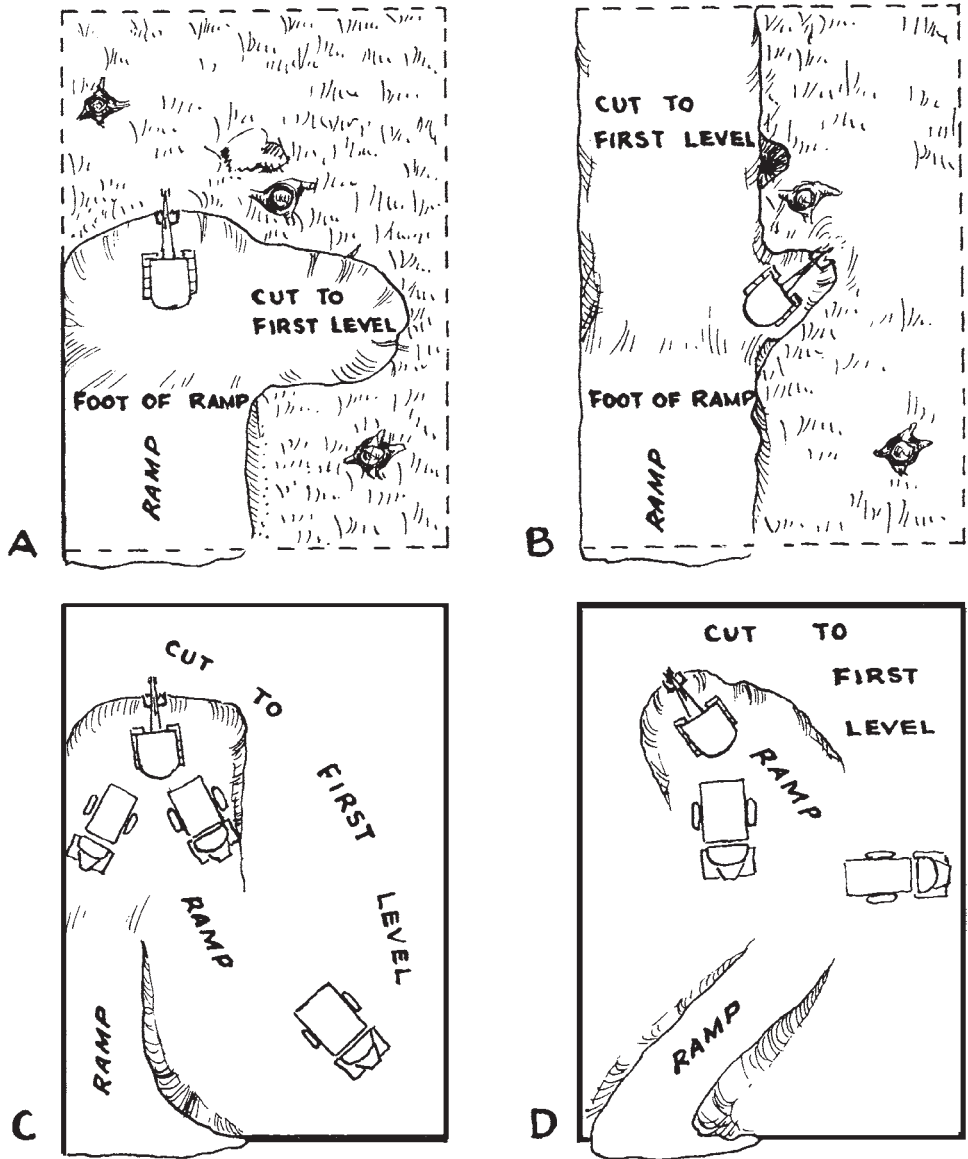 CUT TO
FIRST LEVEL
FOOT OF RAMP
RAMP
A
CUT TO
FIRST LEVEL
FOOT OF RAMP
RAMP
B
CUT TO FIRST LEVEL
RAMP
RAMP
C
CUT TO
FIRST
LEVEL
RAMP
RAMP
D